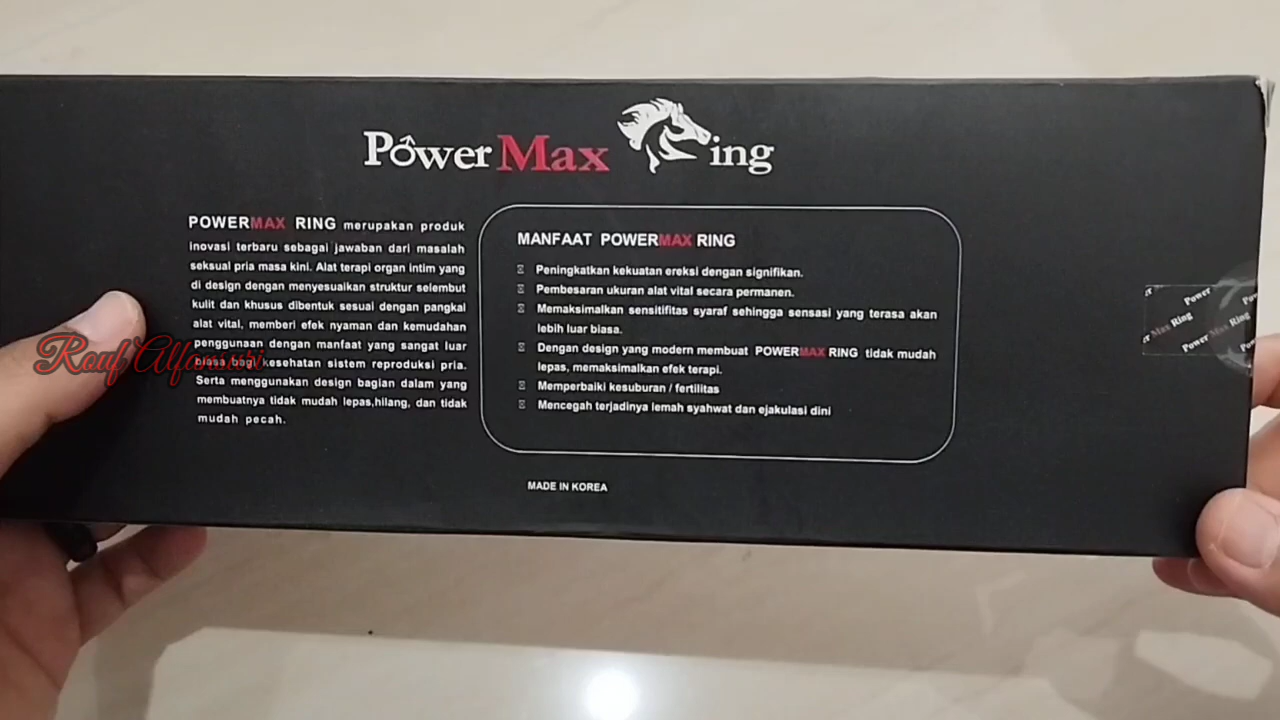 Power Max Ring
POWERMAX RING merupakan produk
inovasi terbaru sebagai jawaban dari masalah
seksual pria masa kini. Alat terapi organ intim yang
di design dengan menyesuaikan struktur selembut
kulit dan khusus dibentuk sesuai dengan pangkal
alat vital, memberi efek nyaman dan kemudahan
penggunaan dengan manfaat yang sangat luar
biasa bagi kesehatan sistem reproduksi pria.
Serta menggunakan design bagian dalam yang
membuatnya tidak mudah lepas,hilang, dan tidak
mudah pecah.
MANFAAT POWERMAX RING
Peningkatkan kekuatan ereksi dengan signifikan.
Pembesaran ukuran alat vital secara permanen.
Memaksimalkan sensitifitas syaraf sehingga sensasi yang terasa akan
lebih luar biasa.
Dengan design yang modern membuat POWERMAX RING tidak mudah
lepas, memaksimalkan efek terapi.
Memperbaiki kesuburan / fertilitas
Mencegah terjadinya lemah syahwat dan ejakulasi dini
MADE IN KOREA
Power
Max Ring
Power Max Ring
Rouf Alfansuri